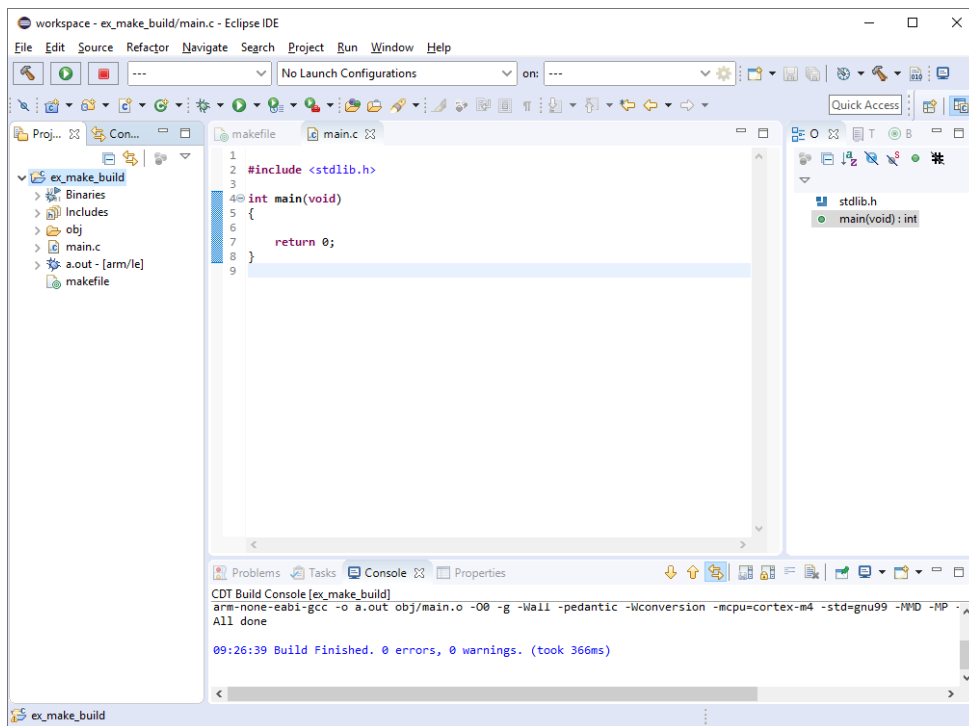 workspace - ex_make_build/main.c - Eclipse IDE
File Edit Source Refactor Navigate Search Project Run Window Help
--- No Launch Configurations on: ---
Quick Access
Proj... Con...
ex_make_build
Binaries
Includes
obj
main.c
a.out - [arm/le]
makefile
makefile main.c
1
2 #include <stdlib.h>
3
4 int main(void)
5 {
6
7 return 0;
8 }
9
O T B
stdlib.h
main(void) : int
Problems Tasks Console Properties
CDT Build Console [ex_make_build]
arm-none-eabi-gcc -o a.out obj/main.o -O0 -g -Wall -pedantic -Wconversion -mcpu=cortex-m4 -std=gnu99 -MMD -MP -
All done
09:26:39 Build Finished. 0 errors, 0 warnings. (took 366ms)
ex_make_build